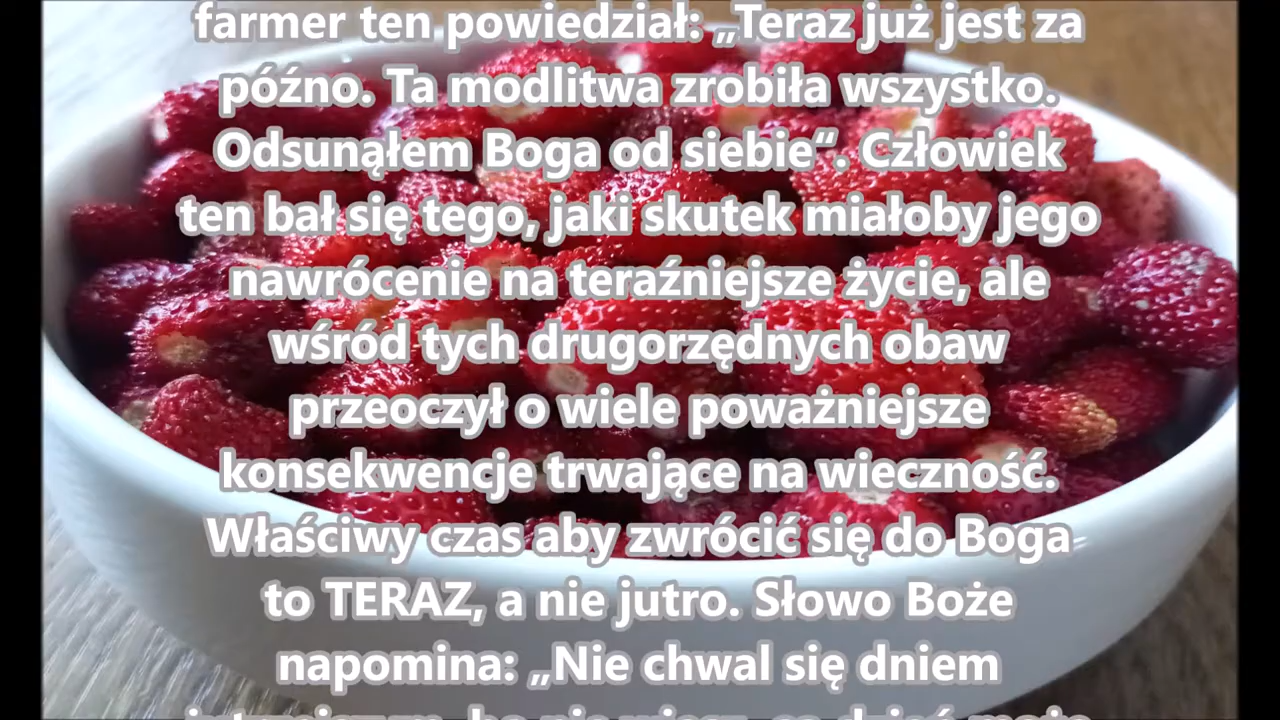 farmer ten powiedział: „Teraz już jest za
późno. Ta modlitwa zrobiła wszystko.
Odsunąłem Boga od siebie“. Człowiek
ten bał się tego, jaki skutek miałoby jego
nawrócenie na teraźniejsze życie, ale
wśród tych drugorzędnych obaw
przeoczył o wiele poważniejsze
konsekwencje trwające na wieczność.
Właściwy czas aby zwrócić się do Boga
to TERAZ, a nie jutro. Słowo Boże
napomina: „Nie chwal się dniem